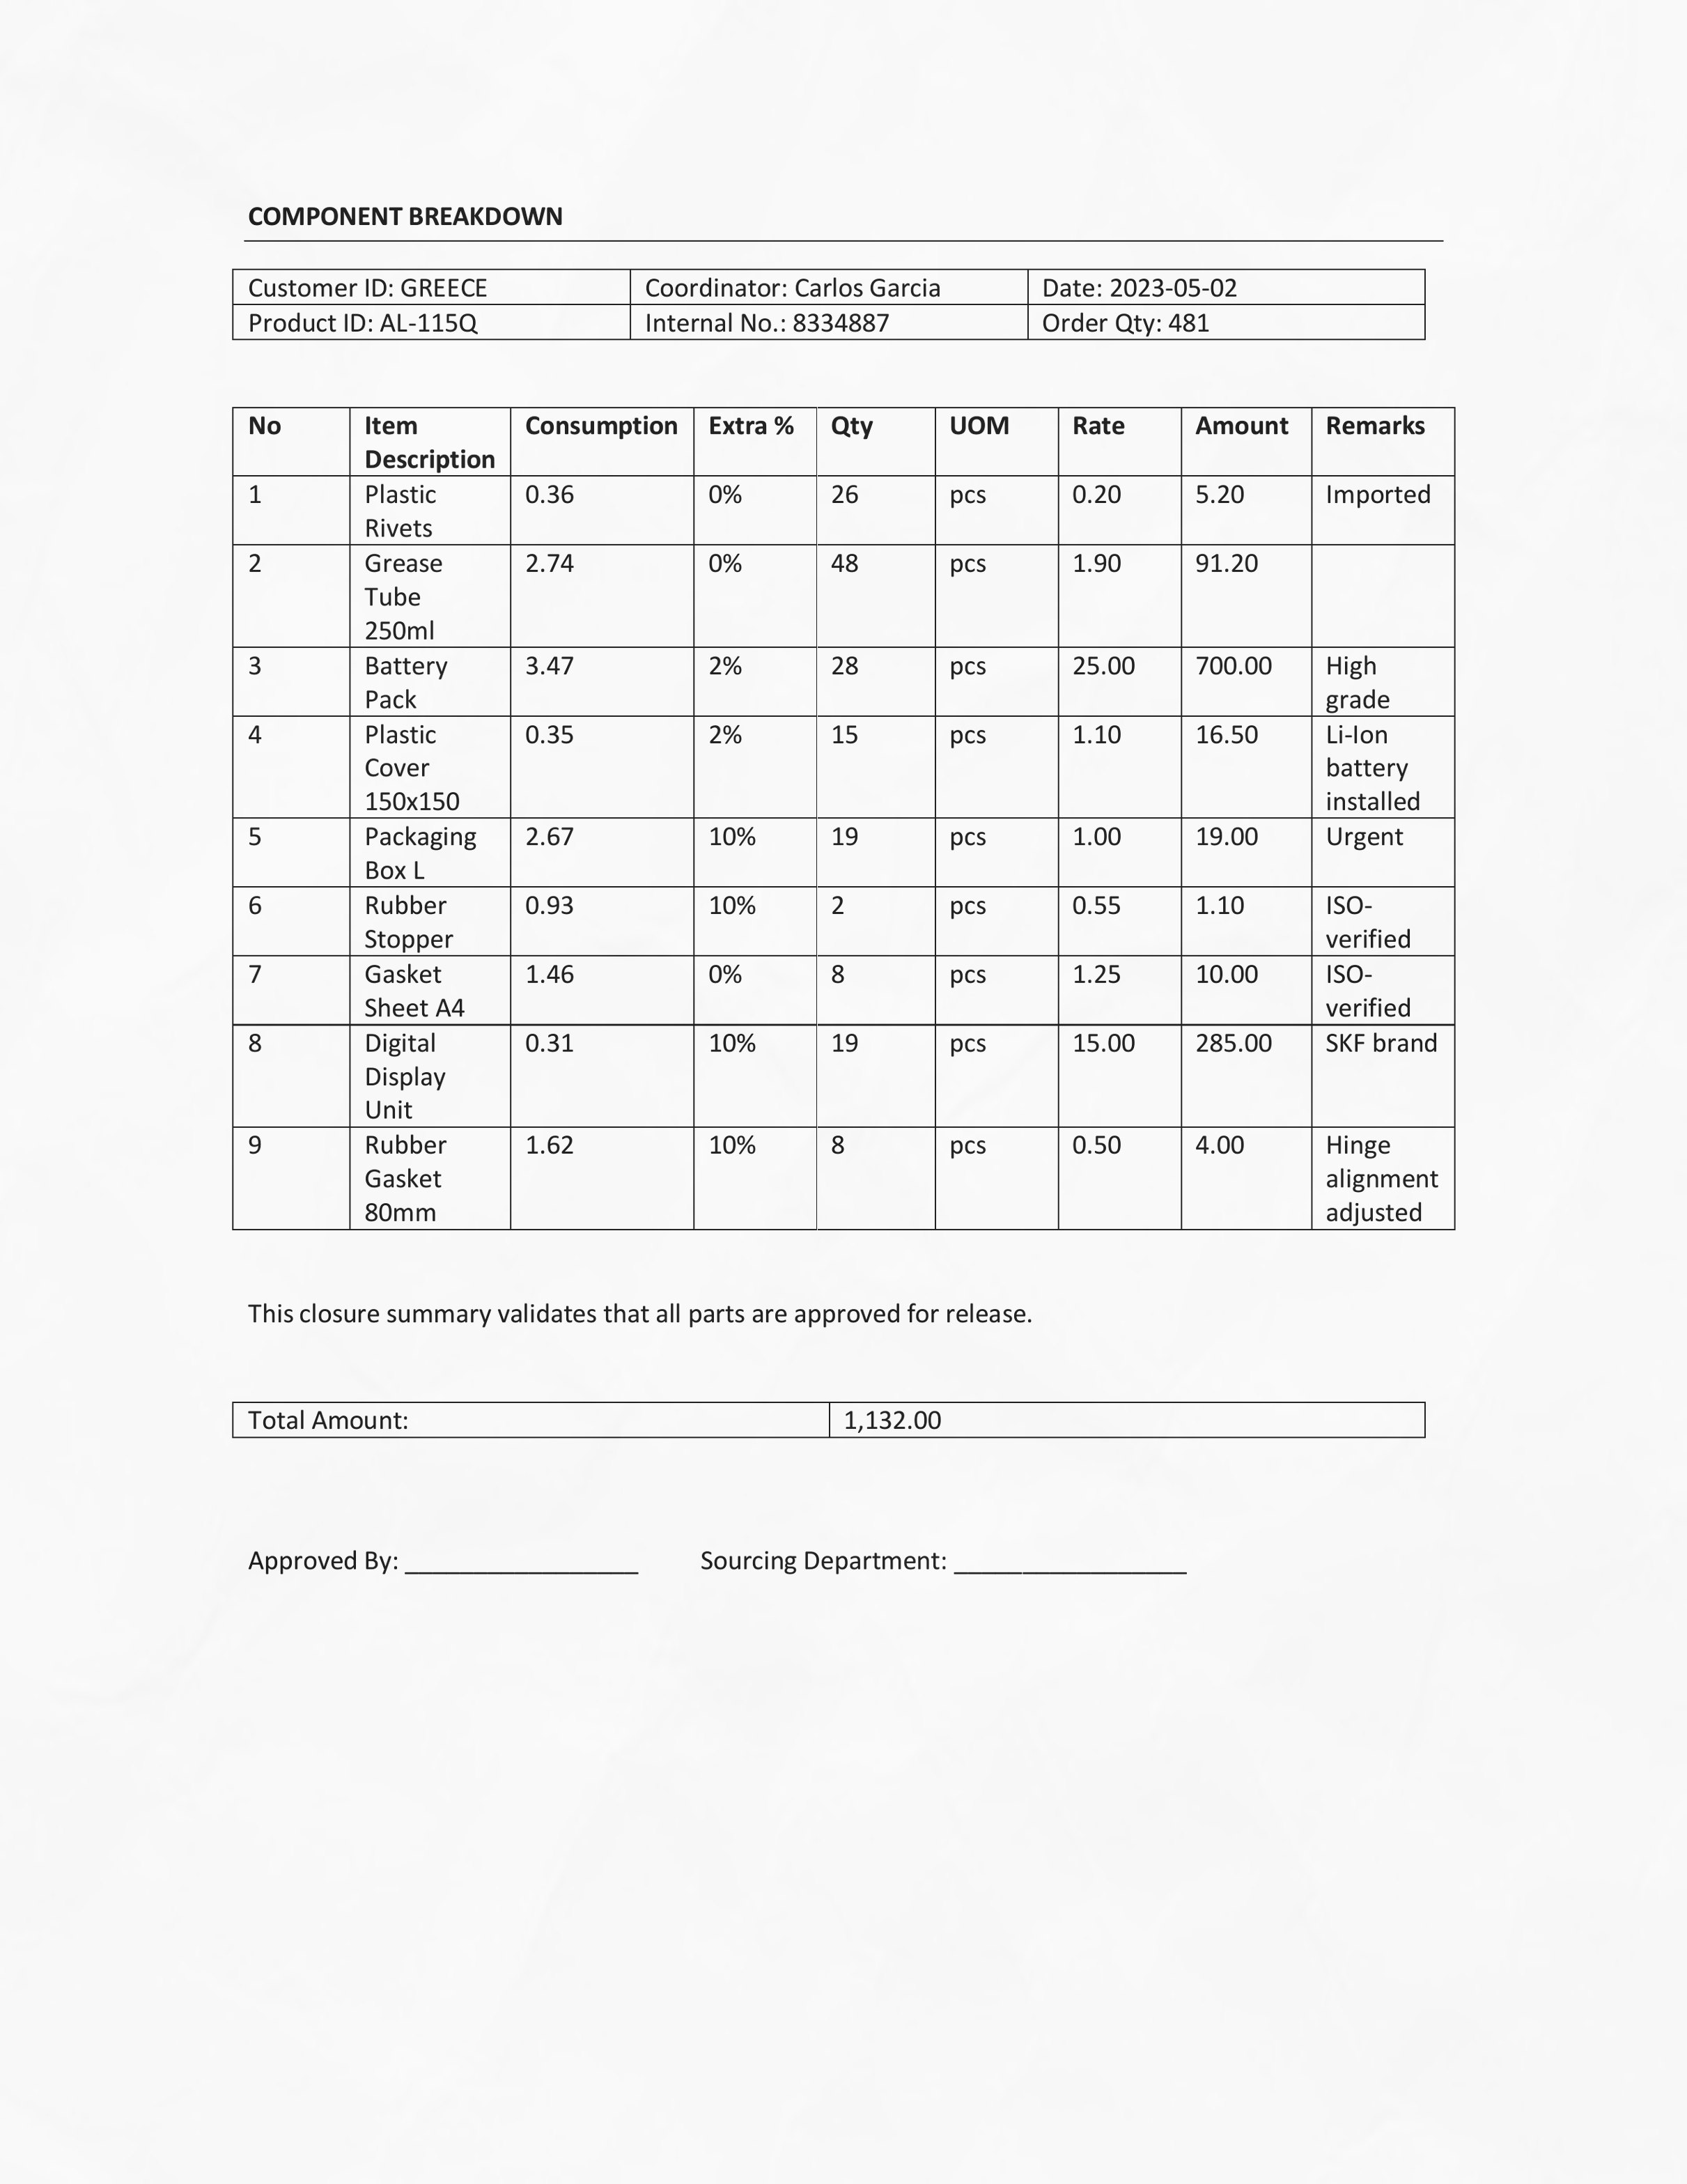 COMPONENT BREAKDOWN
Customer ID: GREECE Coordinator: Carlos Garcia Date: 2023-05-02
Product ID: AL-115Q Internal No.: 8334887 Order Qty: 481
No Item Description Consumption Extra % Qty UOM Rate Amount Remarks
1 Plastic Rivets 0.36 0% 26 pcs 0.20 5.20 Imported
2 Grease Tube 250ml 2.74 0% 48 pcs 1.90 91.20
3 Battery Pack 3.47 2% 28 pcs 25.00 700.00 High grade
4 Plastic Cover 150x150 0.35 2% 15 pcs 1.10 16.50 Li-Ion battery installed
5 Packaging Box L 2.67 10% 19 pcs 1.00 19.00 Urgent
6 Rubber Stopper 0.93 10% 2 pcs 0.55 1.10 ISO-verified
7 Gasket Sheet A4 1.46 0% 8 pcs 1.25 10.00 ISO-verified
8 Digital Display Unit 0.31 10% 19 pcs 15.00 285.00 SKF brand
9 Rubber Gasket 80mm 1.62 10% 8 pcs 0.50 4.00 Hinge alignment adjusted
This closure summary validates that all parts are approved for release.
Total Amount: 1,132.00
Approved By: _________________ Sourcing Department: _________________